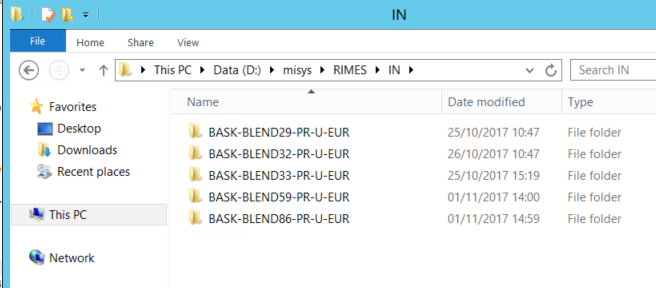 IN
File Home Share View
This PC Data (D:) misys RIMES IN Search IN
Name Date modified Type
Favorites
Desktop
Downloads
Recent places
This PC
Network
BASK-BLEND29-PR-U-EUR 25/10/2017 10:47 File folder
BASK-BLEND32-PR-U-EUR 26/10/2017 10:47 File folder
BASK-BLEND33-PR-U-EUR 25/10/2017 15:19 File folder
BASK-BLEND59-PR-U-EUR 01/11/2017 14:00 File folder
BASK-BLEND86-PR-U-EUR 01/11/2017 14:59 File folder